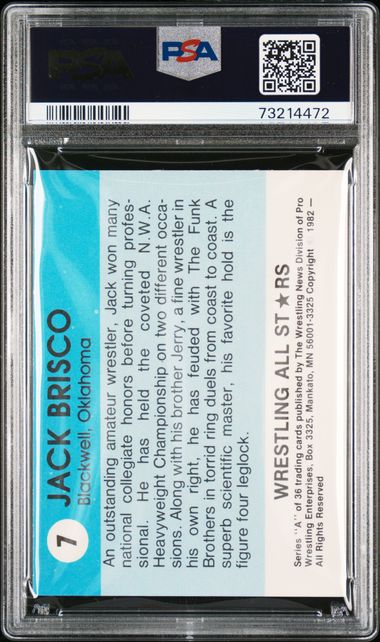 PSA
PSA
73214472
7
JACK BRISCO
Blackwell, Oklahoma
An outstanding amateur wrestler, Jack won many
national collegiate honors before turning profes-
sional. He has held the coveted N.W.A.
Heavyweight Championship on two different occa-
sions. Along with his brother Jerry, a fine wrestler in
his own right, he has feuded with The Funk
Brothers in torrid ring duels from coast to coast. A
superb scientific master, his favorite hold is the
figure four leglock.
WRESTLING ALL ST★RS
Series "A" of 36 trading cards published by The Wrestling News Division of Pro
Wrestling Enterprises, Box 3325, Mankato, MN 56001-3325 Copyright 1982 —
All Rights Reserved